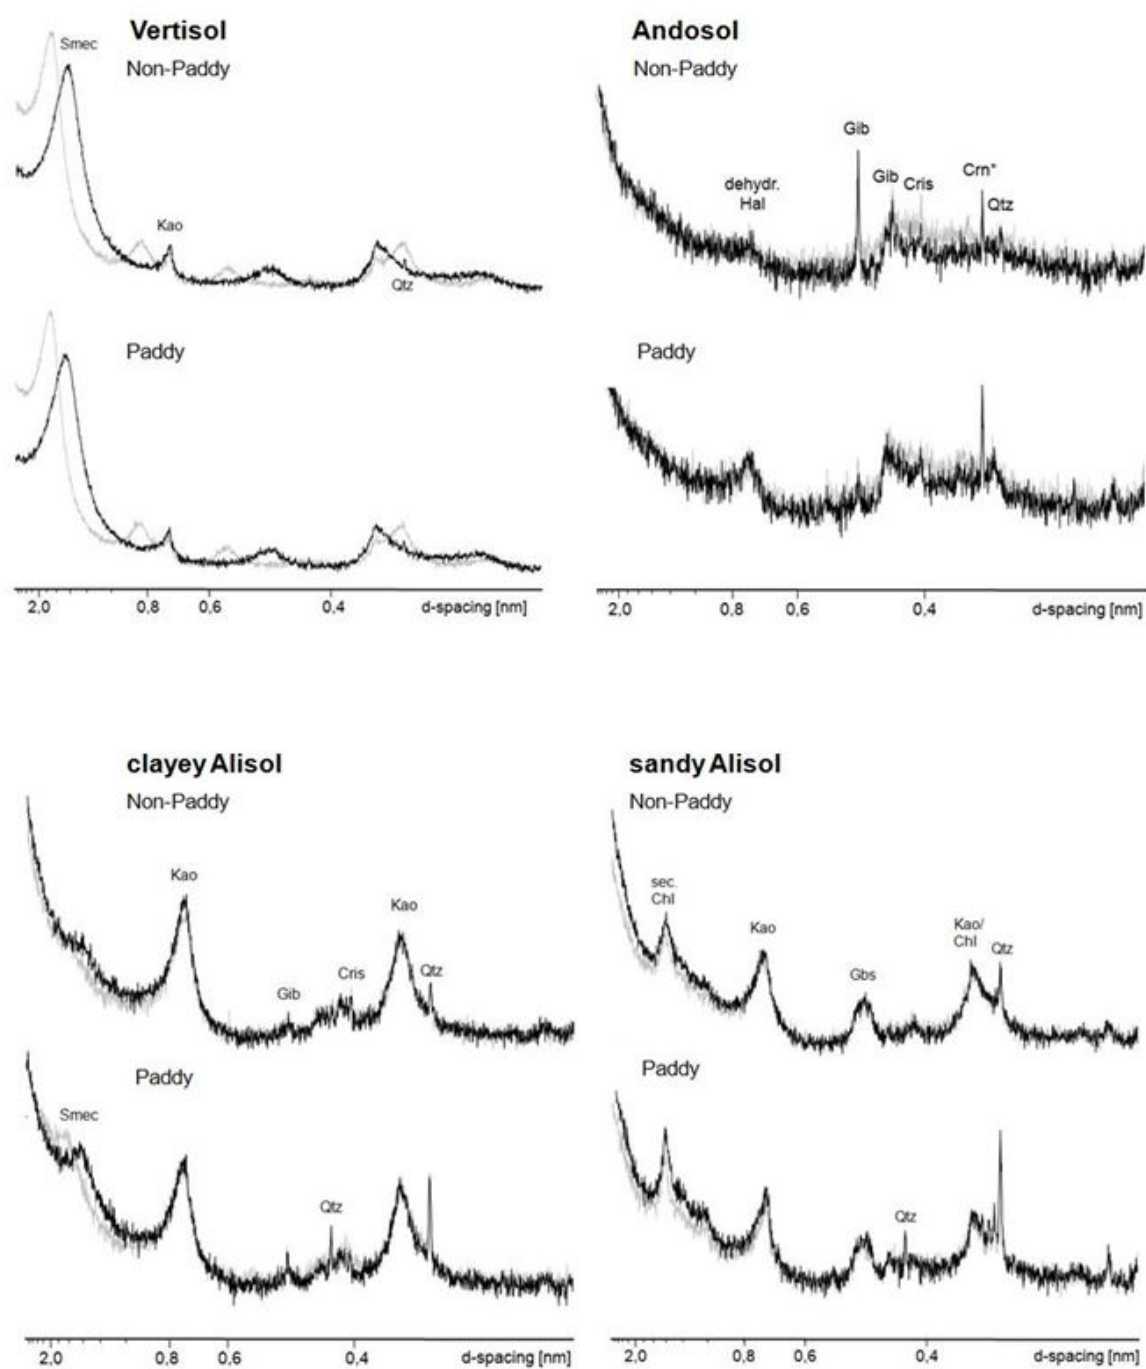 Vertisol
Non-Paddy
Smec
Kao
Qtz
Paddy
2,0 0,8 0,6 0,4 d-spacing [nm]
Andosol
Non-Paddy
dehydr.
Hal
Gib
Gib
Cris
Crn*
Qtz
Paddy
2,0 0,8 0,6 0,4 d-spacing [nm]
clayey Alisol
Non-Paddy
Kao
Gib
Cris
Kao
Qtz
Paddy
Smec
Qtz
2,0 0,8 0,6 0,4 d-spacing [nm]
sandy Alisol
Non-Paddy
sec.
Chl
Kao
Gbs
Kao/
Chl
Qtz
Paddy
Qtz
2,0 0,8 0,6 0,4 d-spacing [nm]